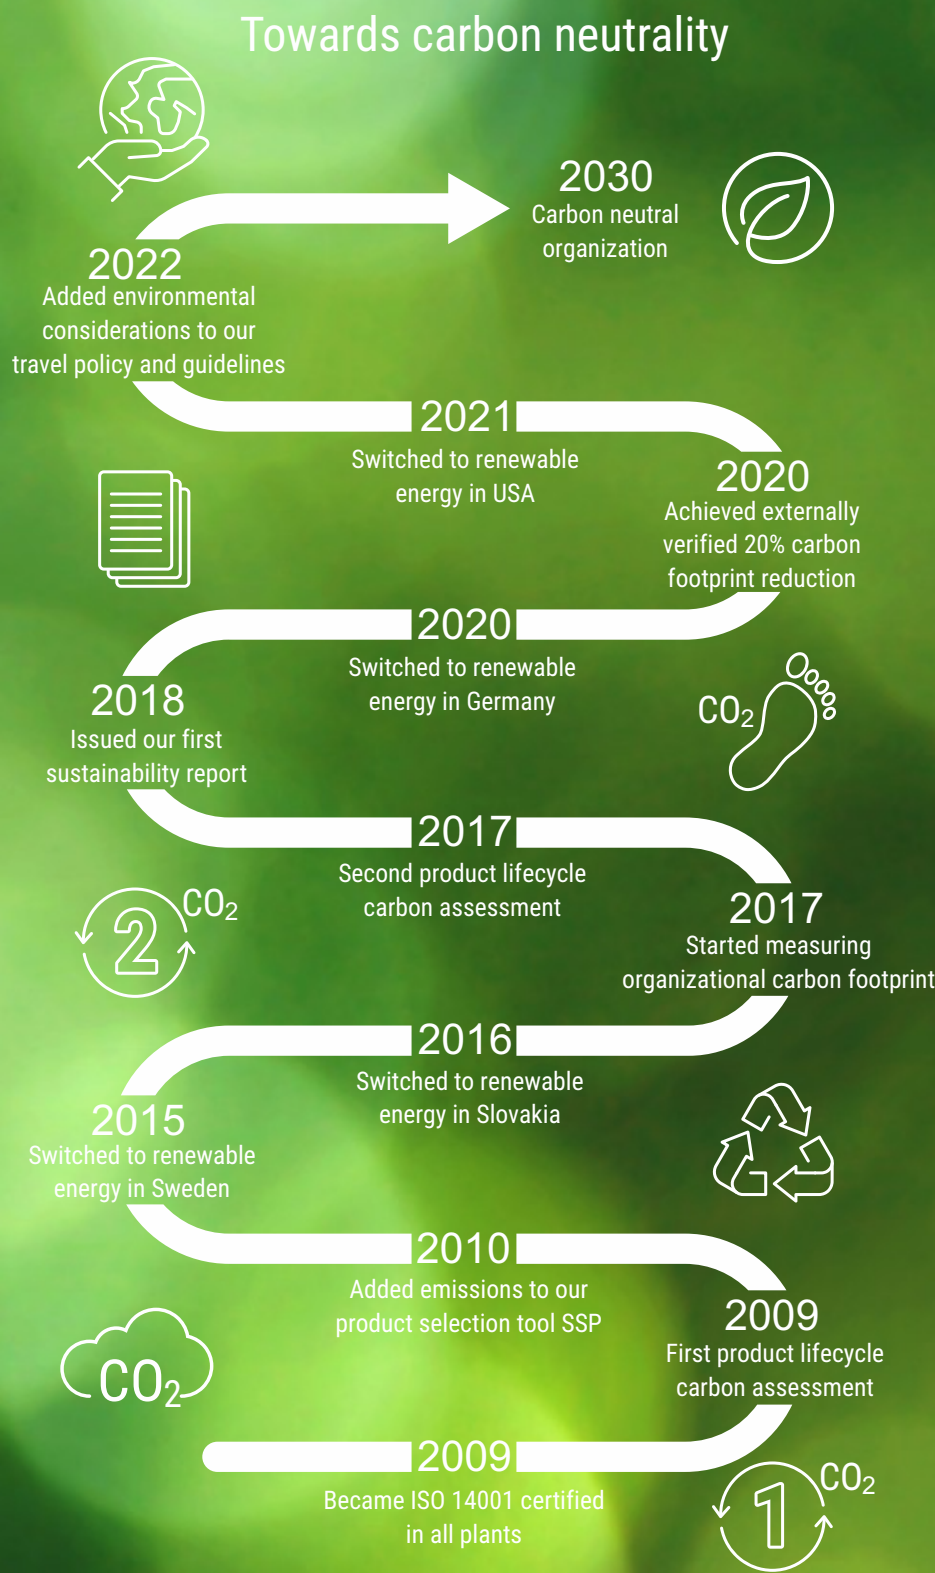 Towards carbon neutrality
2030
Carbon neutral
organization
2022
Added environmental
considerations to our
travel policy and guidelines
2021
Switched to renewable
energy in USA
2020
Achieved externally
verified 20% carbon
footprint reduction
2020
Switched to renewable
energy in Germany
2018
Issued our first
sustainability report
CO₂
2017
Second product lifecycle
carbon assessment
2017
Started measuring
organizational carbon footprint
2
CO₂
2016
Switched to renewable
energy in Slovakia
2015
Switched to renewable
energy in Sweden
2010
Added emissions to our
product selection tool SSP
2009
First product lifecycle
carbon assessment
CO₂
2009
Became ISO 14001 certified
in all plants
1
CO₂